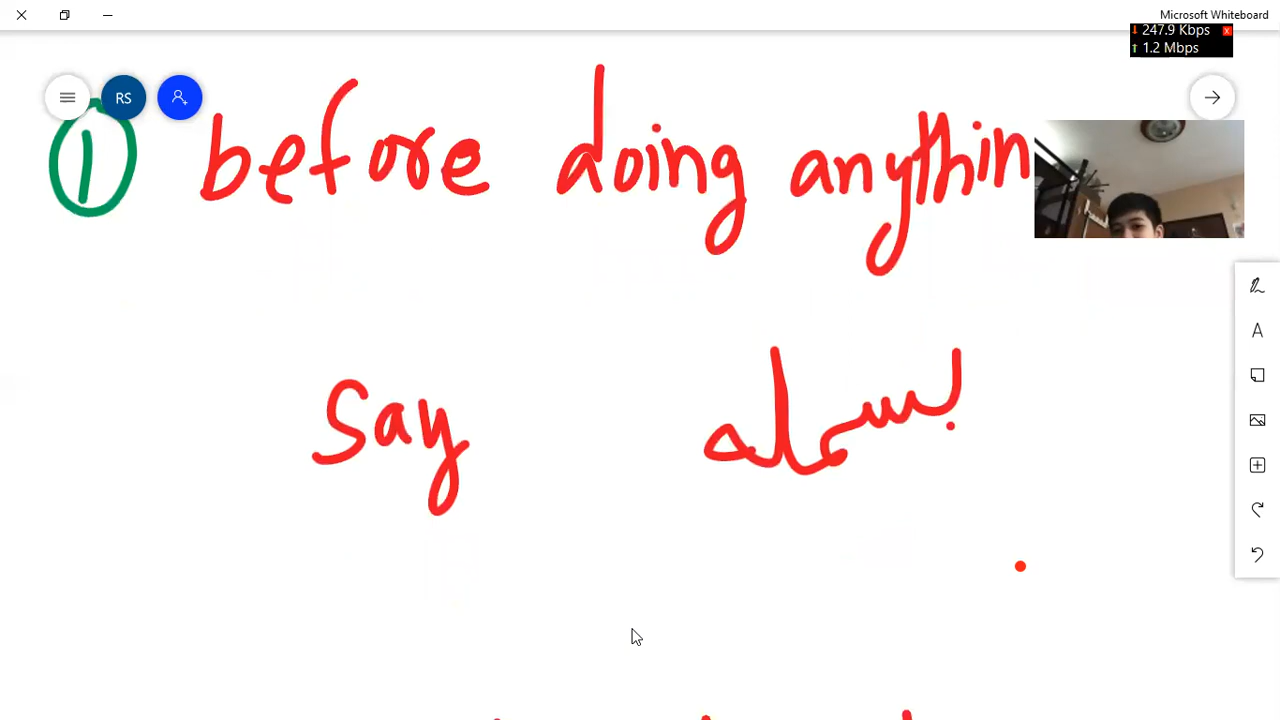 Microsoft Whiteboard
↓ 247.9 Kbps x
↑ 1.2 Mbps
RS
① before doing anythin
say بسمله
A